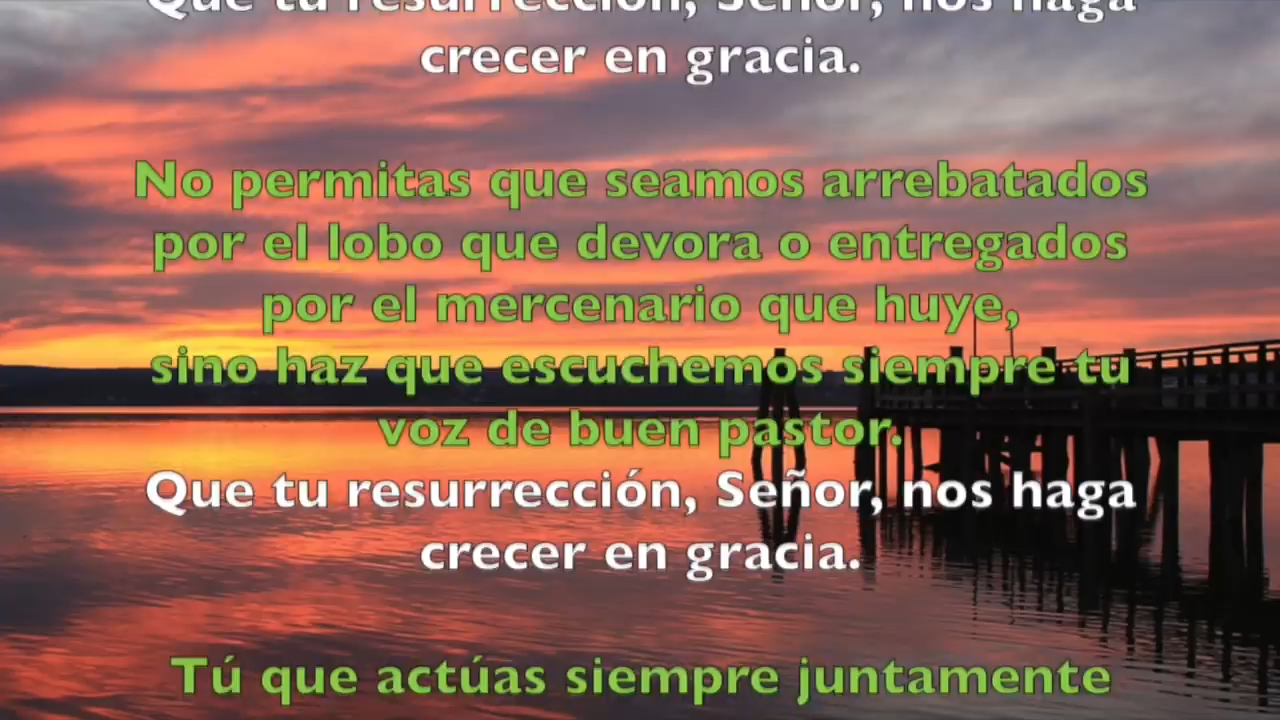 Que tu resurrección, Señor, nos haga
crecer en gracia.
No permitas que seamos arrebatados
por el lobo que devora o entregados
por el mercenario que huye,
sino haz que escuchemos siempre tu
voz de buen pastor.
Que tu resurrección, Señor, nos haga
crecer en gracia.
Tú que actúas siempre juntamente